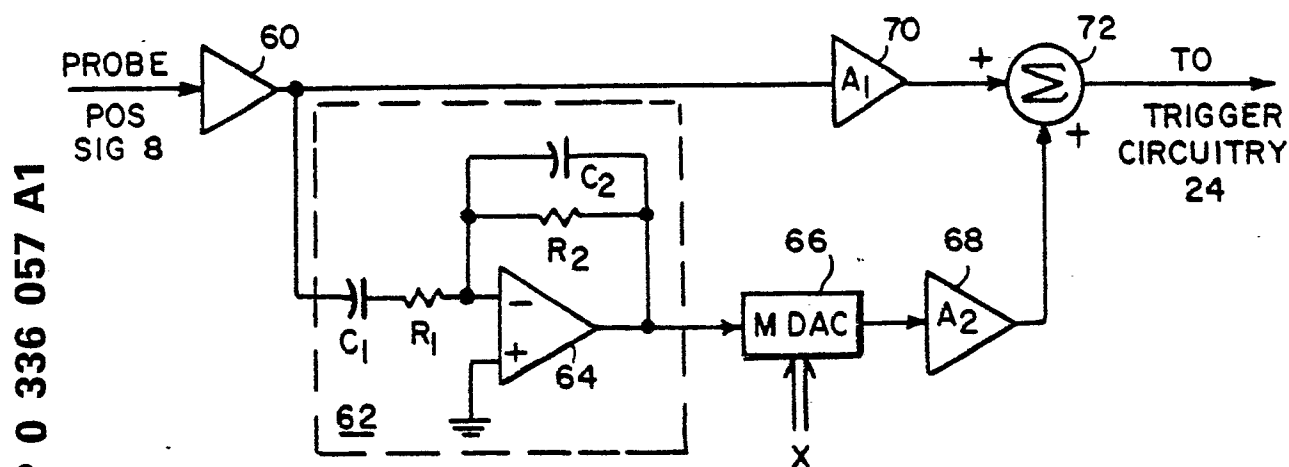 PROBE
POS
SIG 8
60
70
A1
+
72
Σ
+
TO
TRIGGER
CIRCUITRY
24
C2
R2
C1
R1
−
+
64
62
66
M DAC
X
68
A2
0 336 057 A1